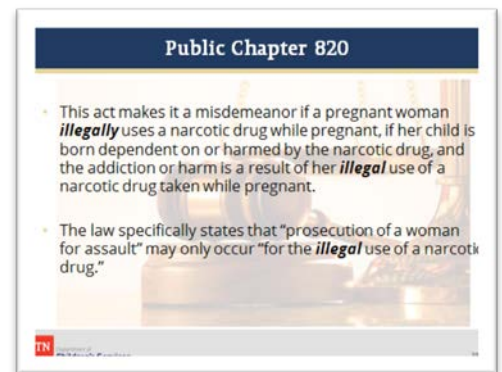 Public Chapter 820
This act makes it a misdemeanor if a pregnant woman
illegally uses a narcotic drug while pregnant, if her child is
born dependent on or harmed by the narcotic drug, and
the addiction or harm is a result of her illegal use of a
narcotic drug taken while pregnant.
The law specifically states that “prosecution of a woman
for assault” may only occur “for the illegal use of a narcotic
drug.”
TN